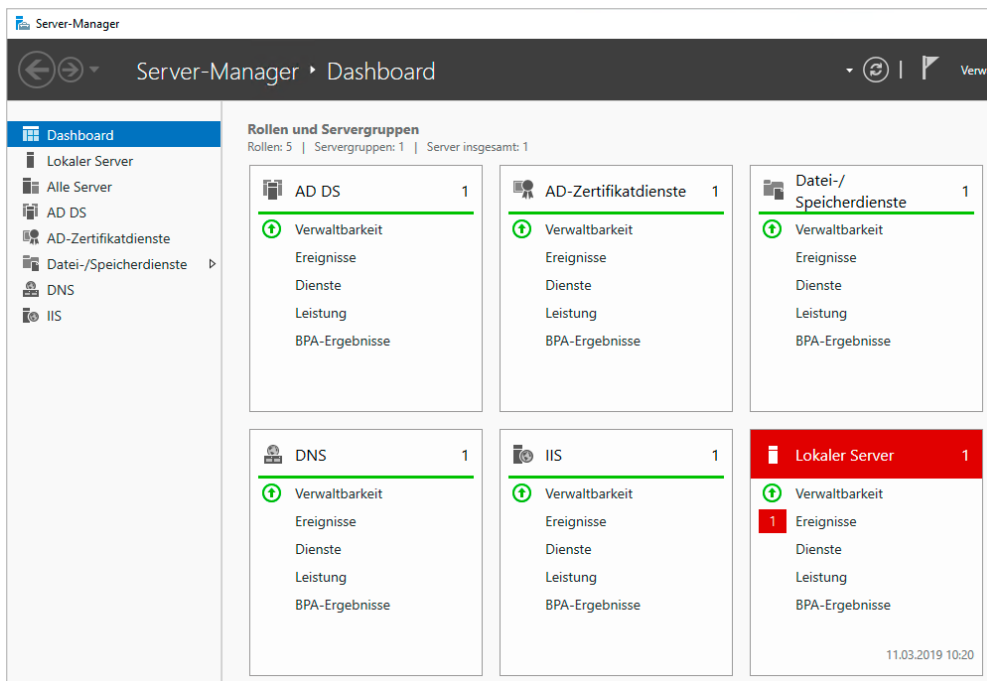 Server-Manager
Server-Manager Dashboard
Verw
Dashboard
Lokaler Server
Alle Server
AD DS
AD-Zertifikatdienste
Datei-/Speicherdienste
DNS
IIS
Rollen und Servergruppen
Rollen: 5 | Servergruppen: 1 | Server insgesamt: 1
AD DS 1
Verwaltbarkeit
Ereignisse
Dienste
Leistung
BPA-Ergebnisse
AD-Zertifikatdienste 1
Verwaltbarkeit
Ereignisse
Dienste
Leistung
BPA-Ergebnisse
Datei-/
Speicherdienste 1
Verwaltbarkeit
Ereignisse
Dienste
Leistung
BPA-Ergebnisse
DNS 1
Verwaltbarkeit
Ereignisse
Dienste
Leistung
BPA-Ergebnisse
IIS 1
Verwaltbarkeit
Ereignisse
Dienste
Leistung
BPA-Ergebnisse
Lokaler Server 1
Verwaltbarkeit
1 Ereignisse
Dienste
Leistung
BPA-Ergebnisse
11.03.2019 10:20